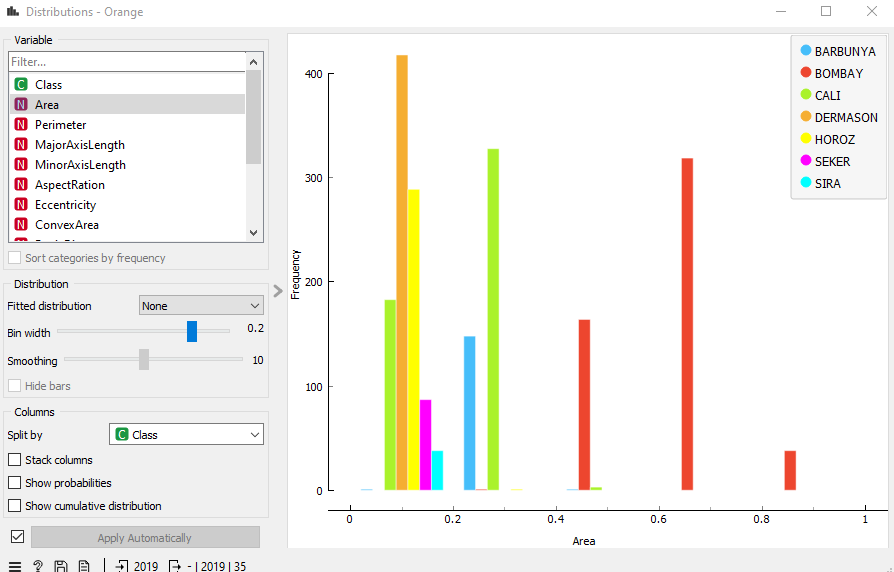 Distributions - Orange
Variable
Filter...
C Class
N Area
N Perimeter
N MajorAxisLength
N MinorAxisLength
N AspectRation
N Eccentricity
N ConvexArea
Sort categories by frequency
Distribution
Fitted distribution None
Bin width 0.2
Smoothing 10
Hide bars
Columns
Split by C Class
Stack columns
Show probabilities
Show cumulative distribution
Apply Automatically
? 2019 - | 2019 | 35
400
300
200
100
0
Frequency
0 0.2 0.4 0.6 0.8 1
Area
BARBUNYA
BOMBAY
CALI
DERMASON
HOROZ
SEKER
SIRA